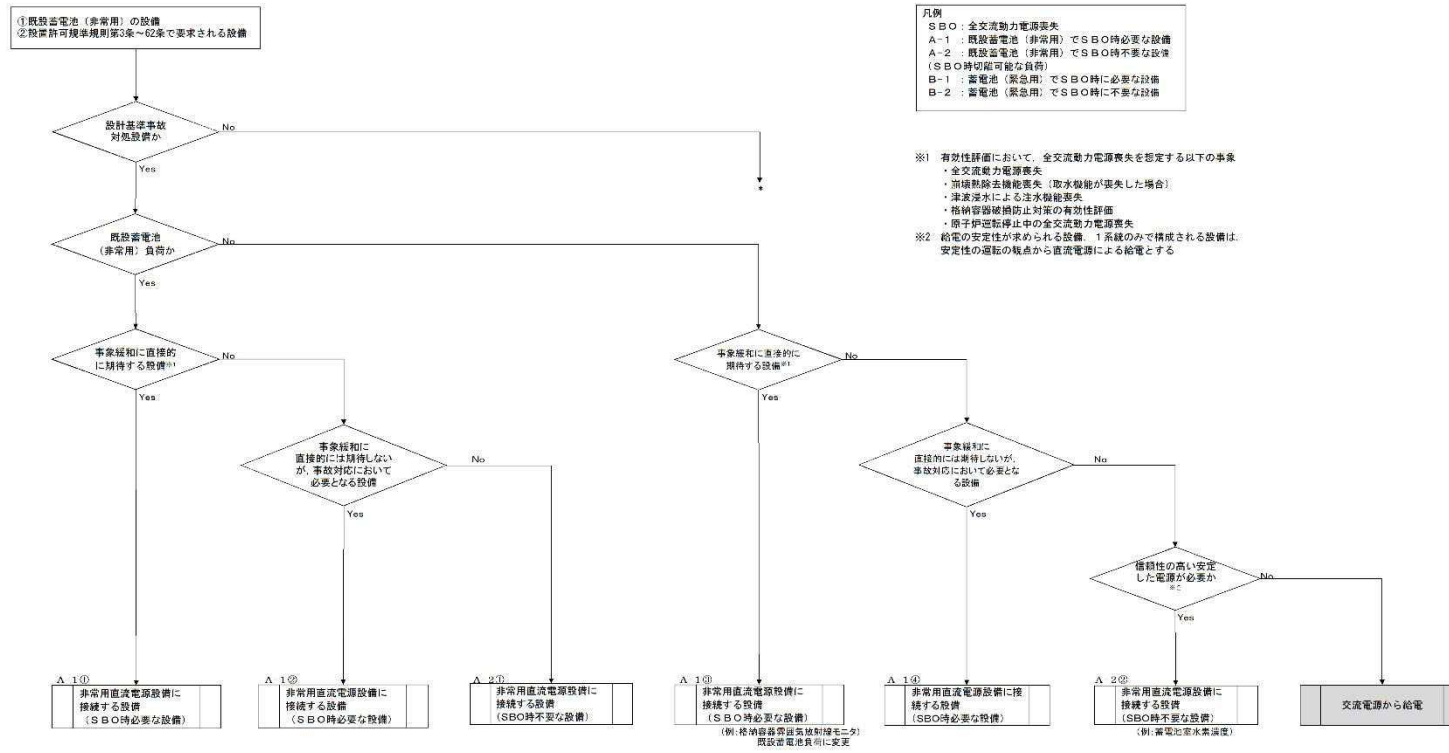 ①既設蓄電池（非常用）の設備
②設置許可規準規則第3条～62条で要求される設備
凡例
ＳＢＯ：全交流動力電源喪失
Ａ-１ ：既設蓄電池（非常用）でＳＢＯ時必要な設備
Ａ-２ ：既設蓄電池（非常用）でＳＢＯ時不要な設備
（ＳＢＯ時切離可能な負荷）
Ｂ-１ ：蓄電池（緊急用）でＳＢＯ時に必要な設備
Ｂ-２ ：蓄電池（緊急用）でＳＢＯ時に不要な設備
※1 有効性評価において，全交流動力電源喪失を想定する以下の事象
・全交流動力電源喪失
・崩壊熱除去機能喪失（取水機能が喪失した場合）
・津波浸水による注水機能喪失
・格納容器破損防止対策の有効性評価
・原子炉運転停止中の全交流動力電源喪失
※2 給電の安定性が求められる設備，１系統のみで構成される設備は，
安定性の運転の観点から直流電源による給電とする
設計基準事故
対処設備か
No
Yes
*
既設蓄電池
（非常用）負荷か
No
Yes
事象緩和に直接的
に期待する設備※1
No
Yes
事象緩和に直接的に
期待する設備※1
No
Yes
事象緩和に
直接的には期待しない
が，事故対応において
必要となる設備
No
Yes
事象緩和に
直接的には期待しないが，
事故対応において必要とな
る設備
No
Yes
信頼性の高い安定
した電源が必要か
No
Yes
Ａ 1①
非常用直流電源設備に
接続する設備
（ＳＢＯ時必要な設備）
Ａ 1②
非常用直流電源設備に
接続する設備
（ＳＢＯ時必要な設備）
Ａ 2①
非常用直流電源設備に
接続する設備
（SBO時不要な設備）
Ａ 1③
非常用直流電源設備に
接続する設備
（ＳＢＯ時必要な設備）
（例：格納容器雰囲気放射線モニタ）
既設蓄電池負荷に変更
Ａ 1④
非常用直流電源設備に接
続する設備
（SBO時必要な設備）
Ａ 2②
非常用直流電源設備に
接続する設備
（SBO時不要な設備）
（例：蓄電池室水素濃度）
交流電源から給電